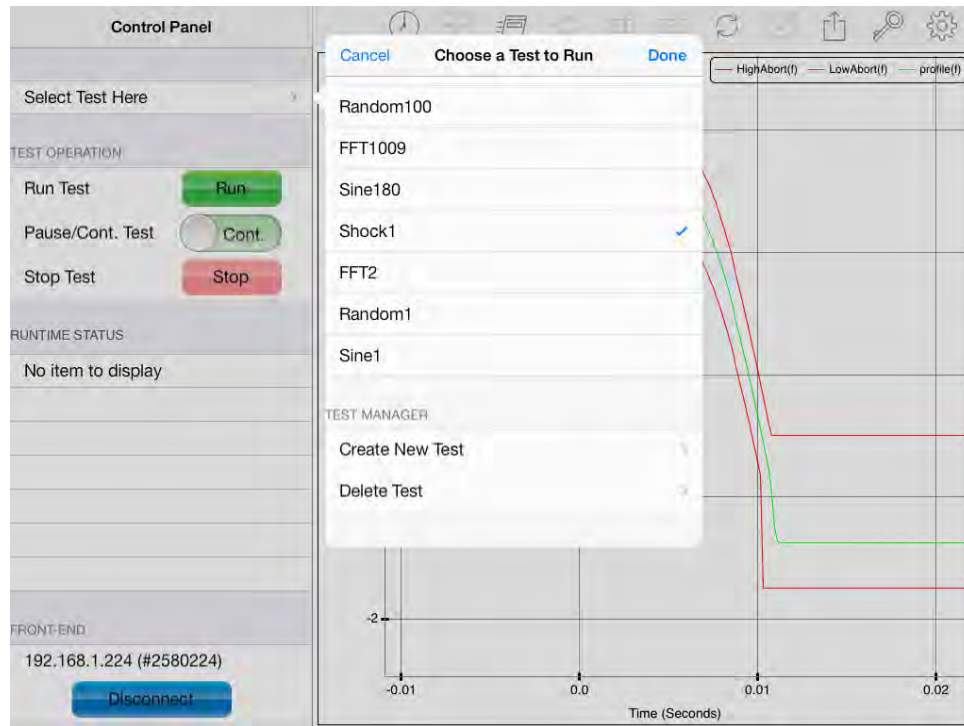 Control Panel
Select Test Here
TEST OPERATION
Run Test
Run
Pause/Cont. Test
Cont.
Stop Test
Stop
RUNTIME STATUS
No item to display
FRONT-END
192.168.1.224 (#2580224)
Disconnect
Cancel
Choose a Test to Run
Done
Random100
FFT1009
Sine180
Shock1
FFT2
Random1
Sine1
TEST MANAGER
Create New Test
Delete Test
HighAbort(f) LowAbort(f) profile(f)
-2
-0.01 0.0 0.01 0.02
Time (Seconds)